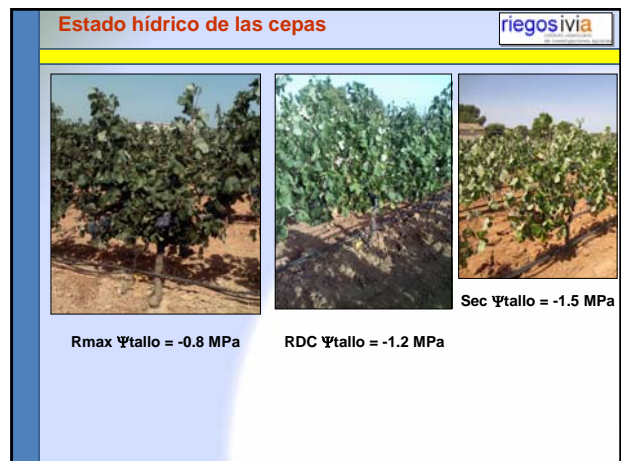 Estado hídrico de las cepas
riegosivia
Sec Ψtallo = -1.5 MPa
Rmax Ψtallo = -0.8 MPa
RDC Ψtallo = -1.2 MPa